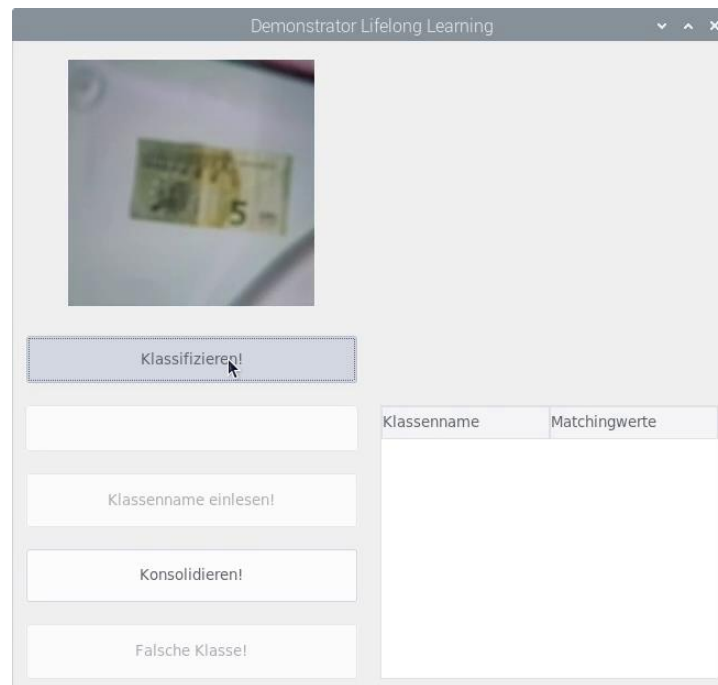 Demonstrator Lifelong Learning
5
Klassifizieren!
Klassenname Matchingwerte
Klassenname einlesen!
Konsolidieren!
Falsche Klasse!